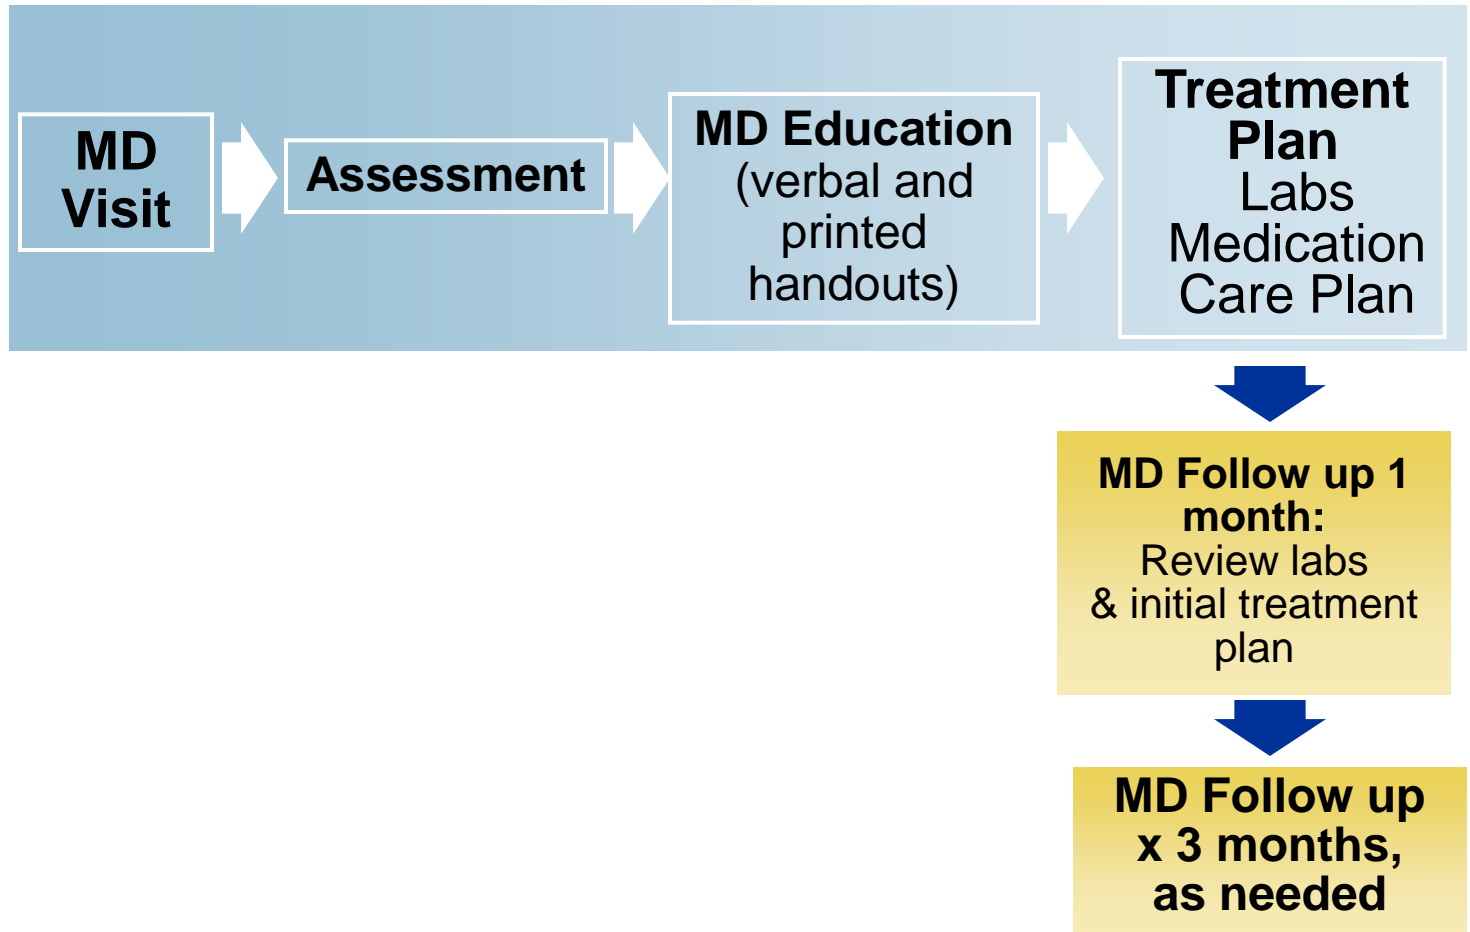 MD
Visit
Assessment
MD Education
(verbal and
printed
handouts)
Treatment
Plan
Labs
Medication
Care Plan
MD Follow up 1
month:
Review labs
& initial treatment
plan
MD Follow up
x 3 months,
as needed